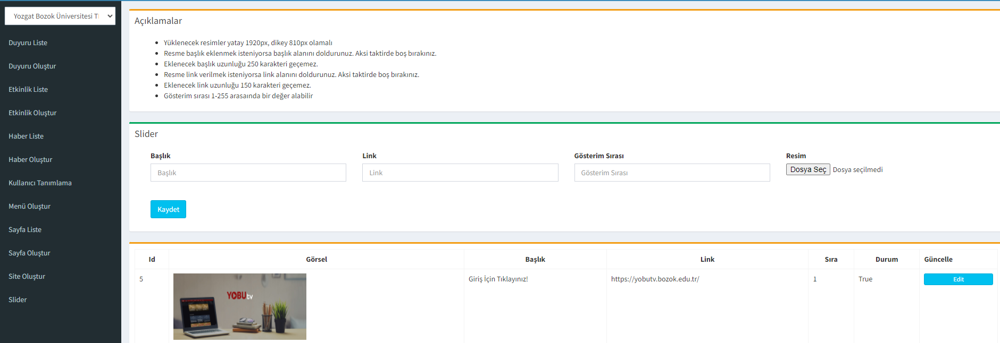 Yozgat Bozok Üniversitesi Tı
Duyuru Liste
Duyuru Oluştur
Etkinlik Liste
Etkinlik Oluştur
Haber Liste
Haber Oluştur
Kullanıcı Tanımlama
Menü Oluştur
Sayfa Liste
Sayfa Oluştur
Site Oluştur
Slider
Açıklamalar
Yüklenecek resimler yatay 1920px, dikey 810px olamalı
Resme başlık eklenmek isteniyorsa başlık alanını doldurunuz. Aksi taktirde boş bırakınız.
Eklenecek başlık uzunluğu 250 karakteri geçemez.
Resme link verilmek isteniyorsa link alanını doldurunuz. Aksi taktirde boş bırakınız.
Eklenecek link uzunluğu 150 karakteri geçemez.
Gösterim sırası 1-255 arasaında bir değer alabilir
Slider
Başlık Link Gösterim Sırası Resim
Başlık Link Gösterim Sırası Dosya Seç Dosya seçilmedi
Kaydet
Id Görsel Başlık Link Sıra Durum Güncelle
5 Giriş İçin Tıklayınız! https://yobutv.bozok.edu.tr/ 1 True Edit
YOBUtv